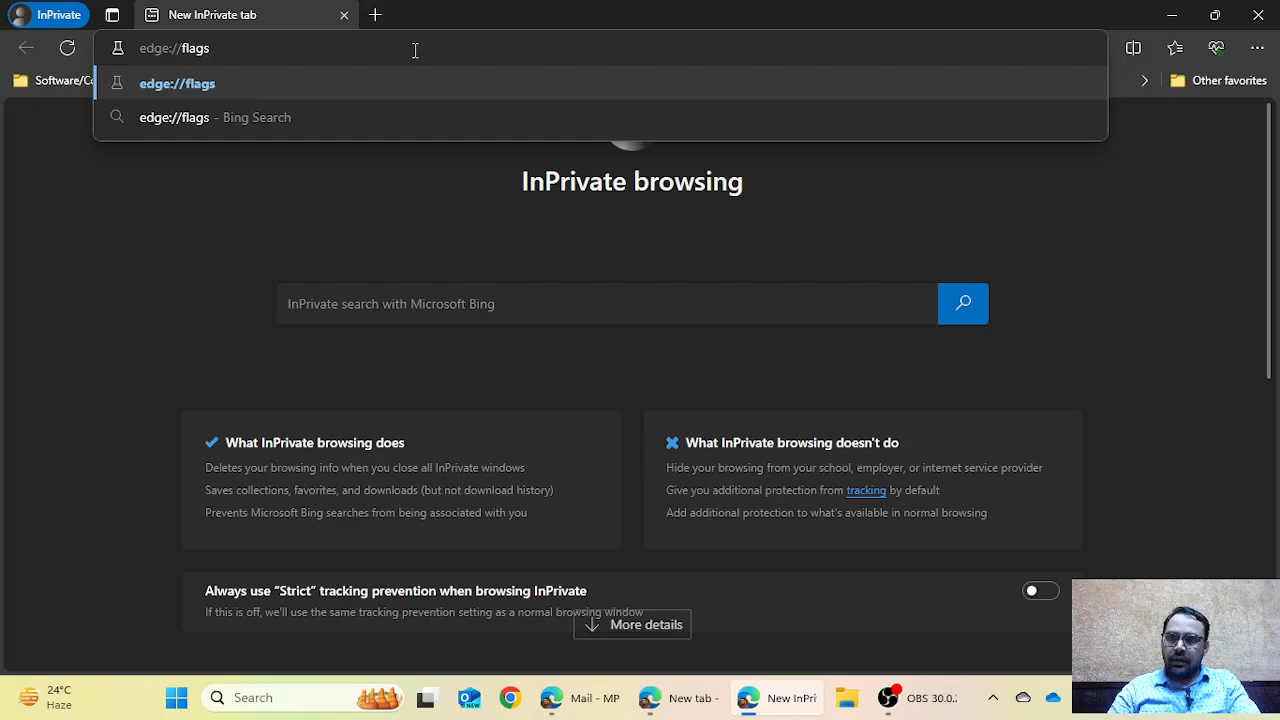 InPrivate
New InPrivate tab
edge://flags
Software/Co
edge://flags
Other favorites
edge://flags - Bing Search
InPrivate browsing
InPrivate search with Microsoft Bing
What InPrivate browsing does
Deletes your browsing info when you close all InPrivate windows
Saves collections, favorites, and downloads (but not download history)
Prevents Microsoft Bing searches from being associated with you
What InPrivate browsing doesn't do
Hide your browsing from your school, employer, or internet service provider
Give you additional protection from tracking by default
Add additional protection to what's available in normal browsing
Always use “Strict” tracking prevention when browsing InPrivate
If this is off, we'll use the same tracking prevention setting as a normal browsing window
More details
24°C
Haze
Search
NEW
Mail - MP
New tab -
New InPri
OBS 30.0.